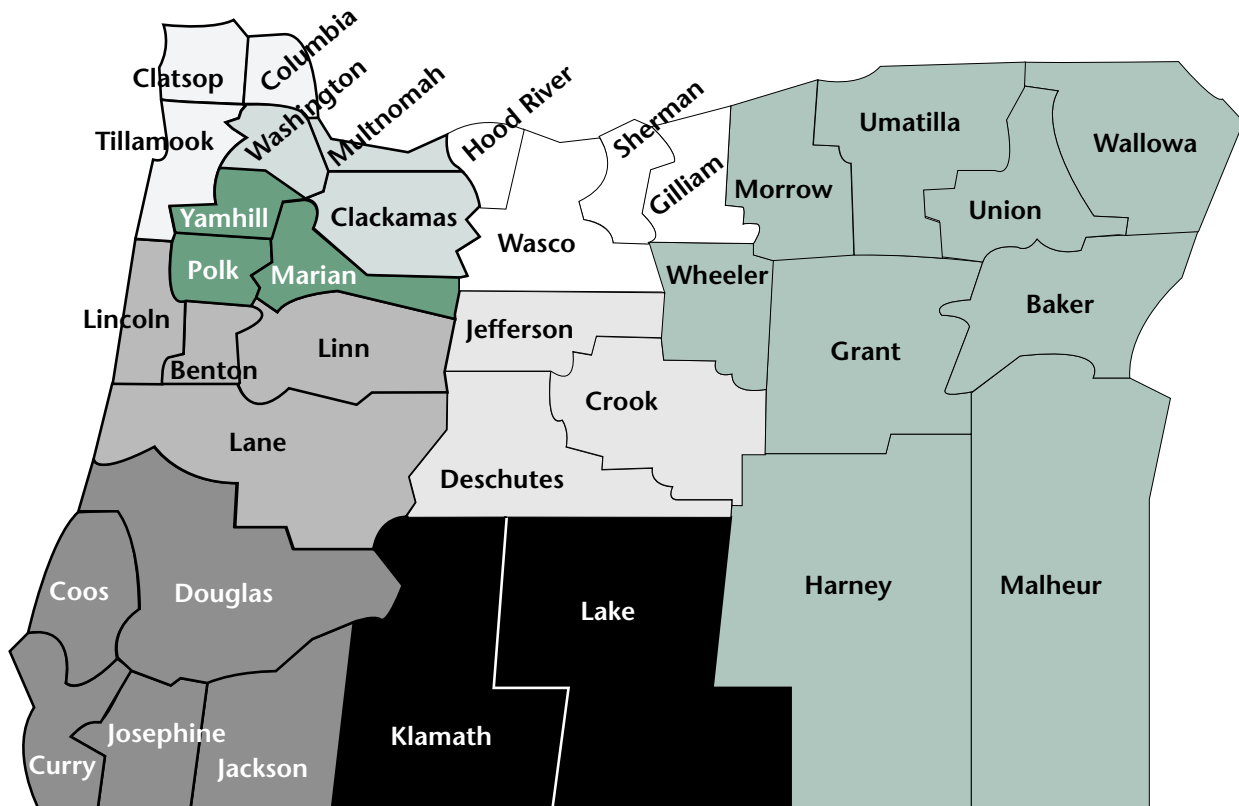 Clatsop
Columbia
Tillamook
Washington
Multnomah
Hood River
Sherman
Gilliam
Umatilla
Wallowa
Morrow
Union
Yamhill
Clackamas
Wasco
Polk
Marian
Wheeler
Baker
Lincoln
Benton
Linn
Jefferson
Grant
Crook
Lane
Deschutes
Coos
Douglas
Lake
Harney
Malheur
Josephine
Klamath
Curry
Jackson